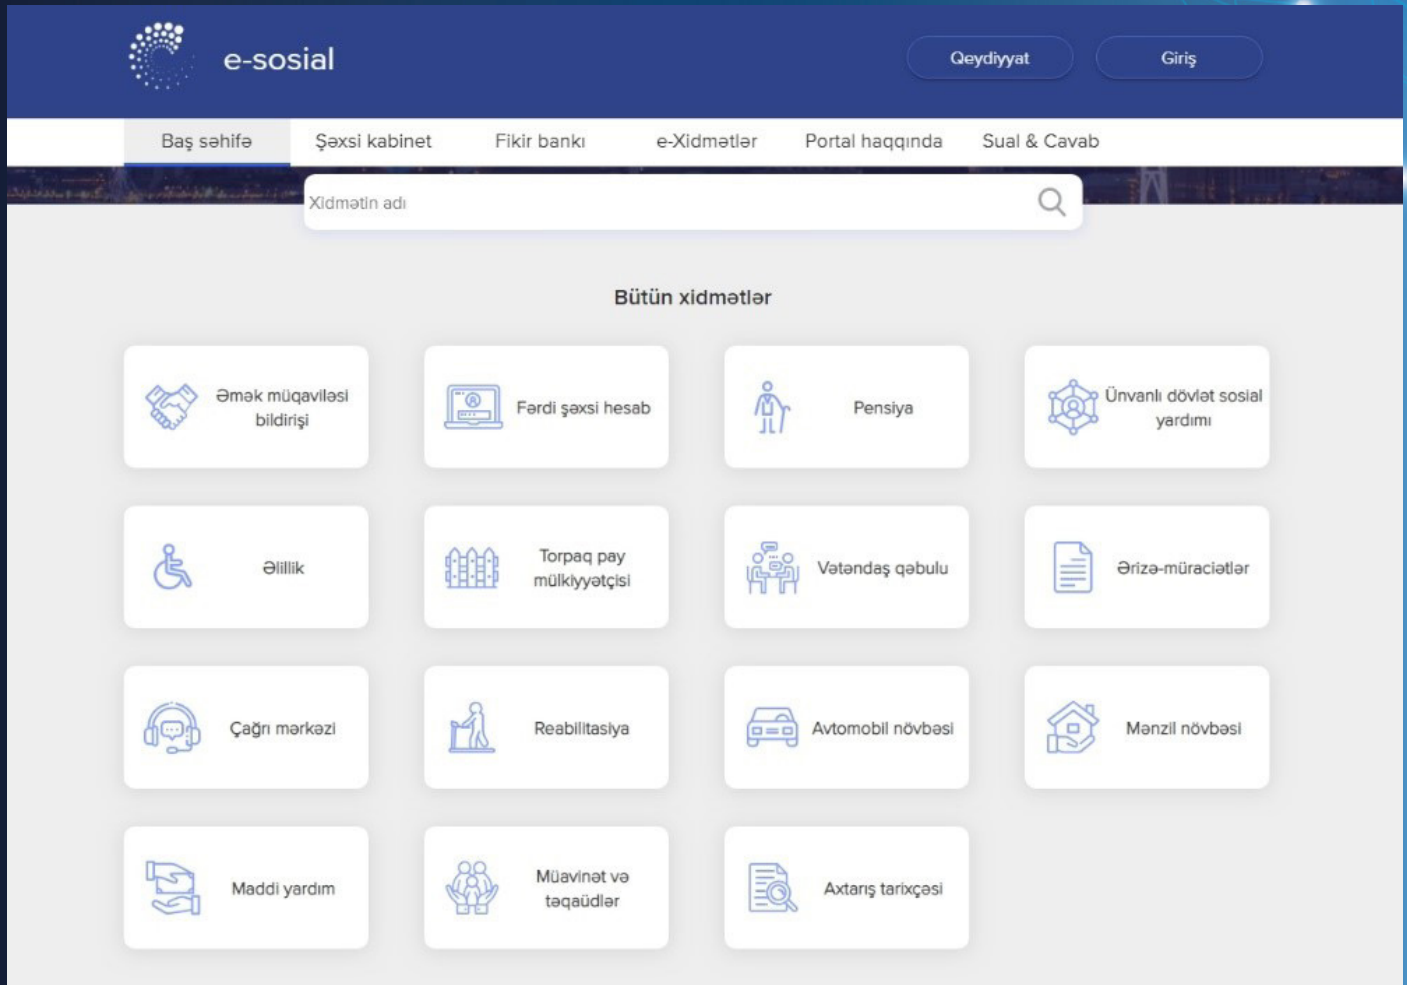 e-sosial
Qeydiyyat
Giriş
Baş səhifə
Şəxsi kabinet
Fikir bankı
e-Xidmətlər
Portal haqqında
Sual & Cavab
Xidmətin adı
Bütün xidmətlər
Əmək müqaviləsi
bildirişi
Fərdi şəxsi hesab
Pensiya
Ünvanlı dövlət sosial
yardımı
Əlillik
Torpaq pay
mülkiyyətçisi
Vətəndaş qəbulu
Ərizə-müraciətlər
Çağrı mərkəzi
Reabilitasiya
Avtomobil növbəsi
Mənzil növbəsi
Maddi yardım
Müavinət və
təqaüdlər
Axtarış tarixçəsi